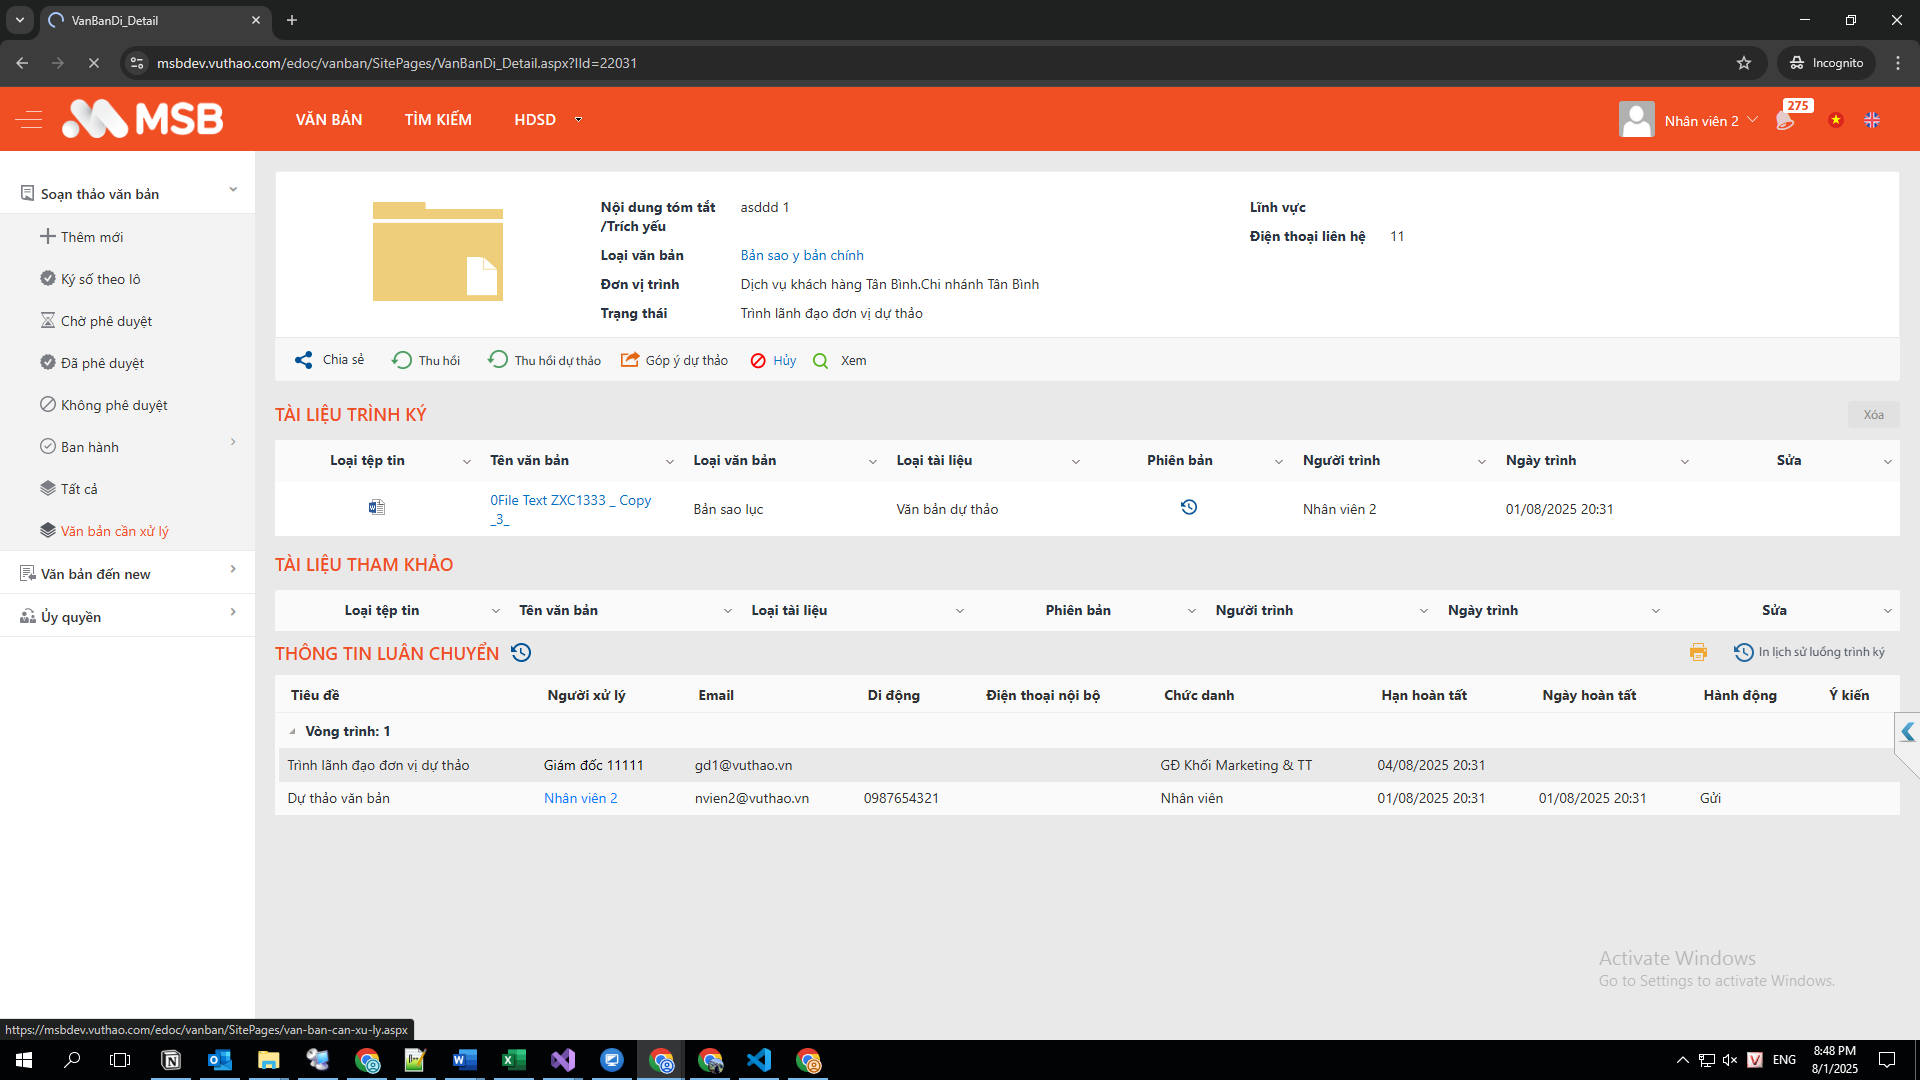 VanBanDi_Detail
msbdev.vuthao.com/edoc/vanban/SitePages/VanBanDi_Detail.aspx?IId=22031
Incognito
MSB
VĂN BẢN
TÌM KIẾM
HDSD
Nhân viên 2
275
Soạn thảo văn bản
Thêm mới
Ký số theo lô
Chờ phê duyệt
Đã phê duyệt
Không phê duyệt
Ban hành
Tất cả
Văn bản cần xử lý
Văn bản đến new
Ủy quyền
Nội dung tóm tắt
/Trích yếu
asddd 1
Loại văn bản
Bản sao y bản chính
Đơn vị trình
Dịch vụ khách hàng Tân Bình.Chi nhánh Tân Bình
Trạng thái
Trình lãnh đạo đơn vị dự thảo
Lĩnh vực
Điện thoại liên hệ
11
Chia sẻ
Thu hồi
Thu hồi dự thảo
Góp ý dự thảo
Hủy
Xem
TÀI LIỆU TRÌNH KÝ
Xóa
Loại tệp tin
Tên văn bản
Loại văn bản
Loại tài liệu
Phiên bản
Người trình
Ngày trình
Sửa
0File Text ZXC1333 _ Copy
_3_
Bản sao lục
Văn bản dự thảo
Nhân viên 2
01/08/2025 20:31
TÀI LIỆU THAM KHẢO
Loại tệp tin
Tên văn bản
Loại tài liệu
Phiên bản
Người trình
Ngày trình
Sửa
THÔNG TIN LUÂN CHUYỂN
In lịch sử luồng trình ký
Tiêu đề
Người xử lý
Email
Di động
Điện thoại nội bộ
Chức danh
Hạn hoàn tất
Ngày hoàn tất
Hành động
Ý kiến
Vòng trình: 1
Trình lãnh đạo đơn vị dự thảo
Giám đốc 11111
gd1@vuthao.vn
GĐ Khối Marketing & TT
04/08/2025 20:31
Dự thảo văn bản
Nhân viên 2
nvien2@vuthao.vn
0987654321
Nhân viên
01/08/2025 20:31
01/08/2025 20:31
Gửi
Activate Windows
Go to Settings to activate Windows.
https://msbdev.vuthao.com/edoc/vanban/SitePages/van-ban-can-xu-ly.aspx
ENG
8:48 PM
8/1/2025